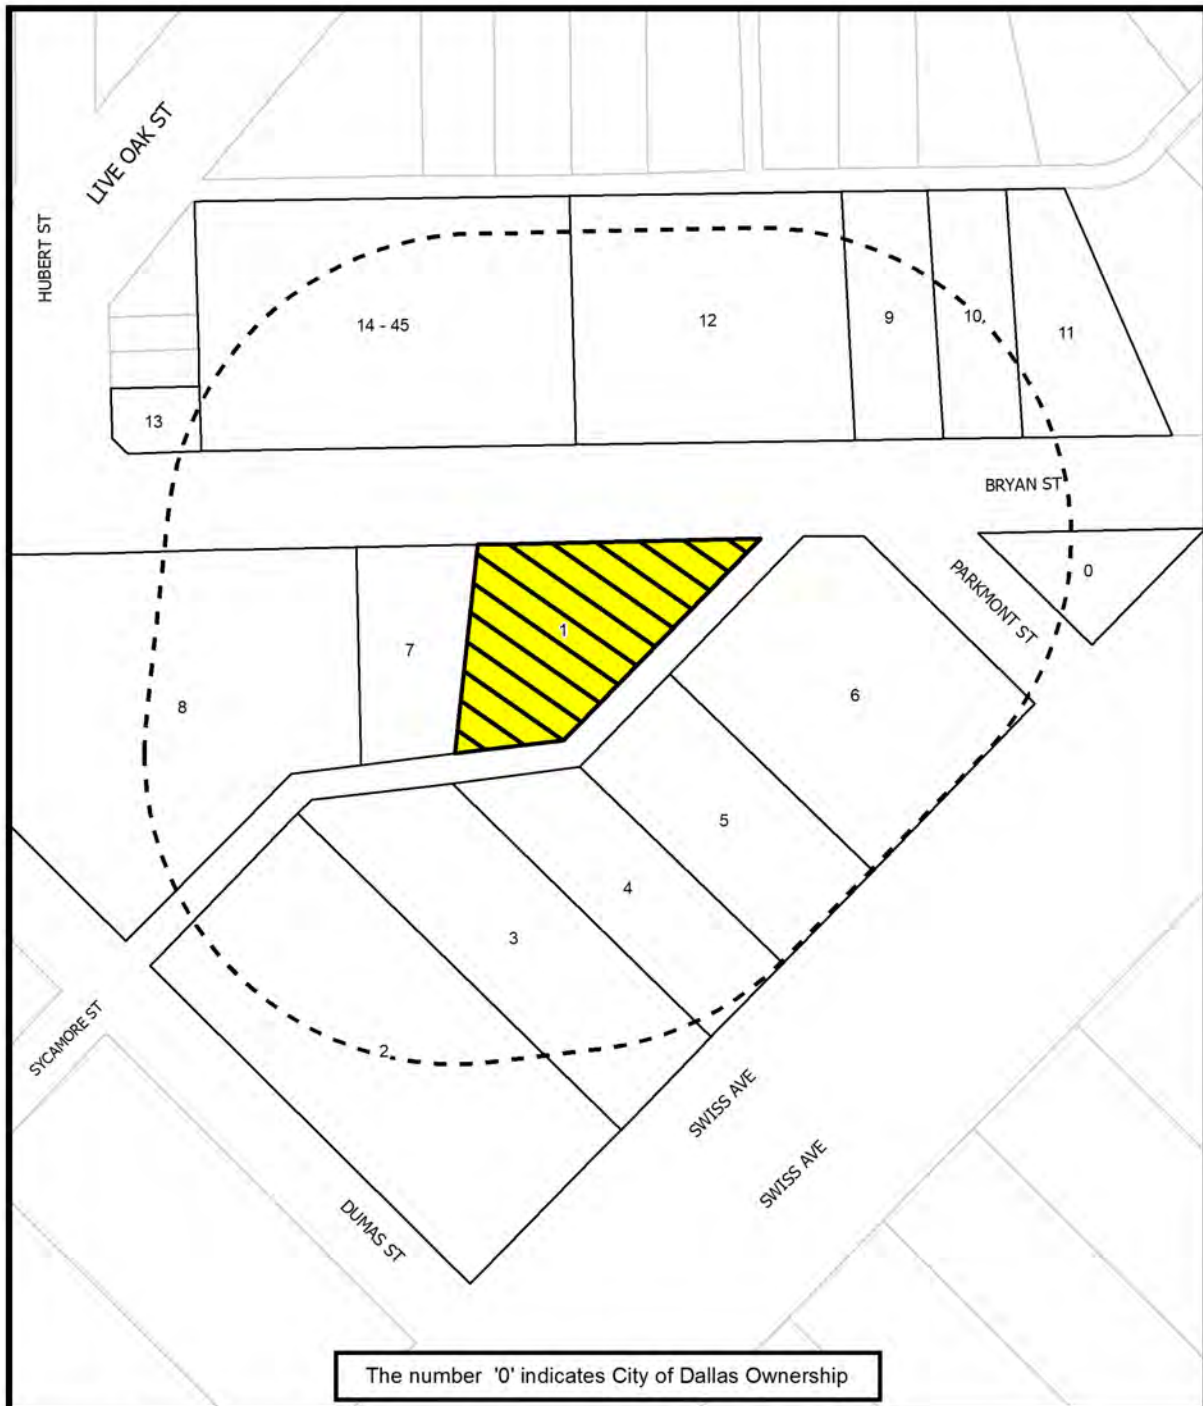 LIVE OAK ST
HUBERT ST
14 - 45
12
9
10
11
13
BRYAN ST
0
PARKMONT ST
1
7
6
8
5
4
3
2
SYCAMORE ST
SWISS AVE
SWISS AVE
DUMAS ST
The number '0' indicates City of Dallas Ownership